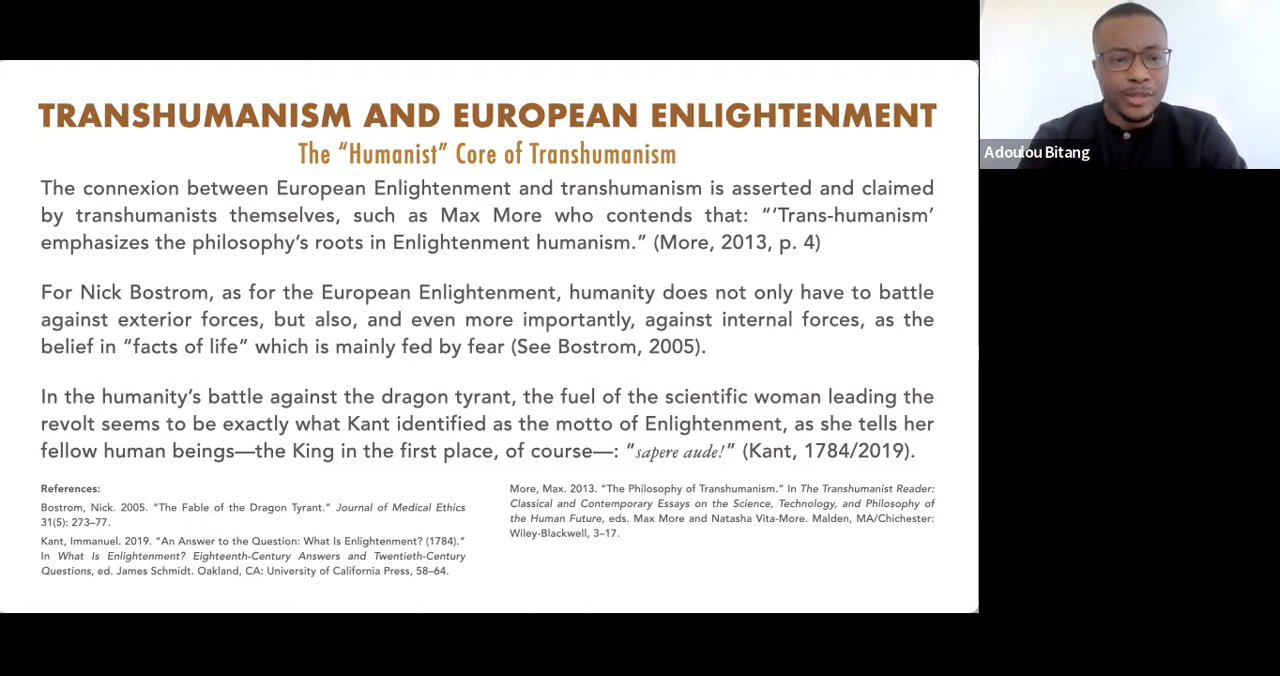 TRANSHUMANISM AND EUROPEAN ENLIGHTENMENT
The “Humanist” Core of Transhumanism
The connexion between European Enlightenment and transhumanism is asserted and claimed
by transhumanists themselves, such as Max More who contends that: “‘Trans-humanism’
emphasizes the philosophy’s roots in Enlightenment humanism.” (More, 2013, p. 4)
For Nick Bostrom, as for the European Enlightenment, humanity does not only have to battle
against exterior forces, but also, and even more importantly, against internal forces, as the
belief in “facts of life” which is mainly fed by fear (See Bostrom, 2005).
In the humanity’s battle against the dragon tyrant, the fuel of the scientific woman leading the
revolt seems to be exactly what Kant identified as the motto of Enlightenment, as she tells her
fellow human beings—the King in the first place, of course—: “sapere aude!” (Kant, 1784/2019).
References:
Bostrom, Nick. 2005. “The Fable of the Dragon Tyrant.” Journal of Medical Ethics
31(5): 273–77.
Kant, Immanuel. 2019. “An Answer to the Question: What Is Enlightenment? (1784).”
In What Is Enlightenment? Eighteenth-Century Answers and Twentieth-Century
Questions, ed. James Schmidt. Oakland, CA: University of California Press, 58–64.
More, Max. 2013. “The Philosophy of Transhumanism.” In The Transhumanist Reader:
Classical and Contemporary Essays on the Science, Technology, and Philosophy of
the Human Future, eds. Max More and Natasha Vita-More. Malden, MA/Chichester:
Wiley-Blackwell, 3–17.
Adoulou Bitang